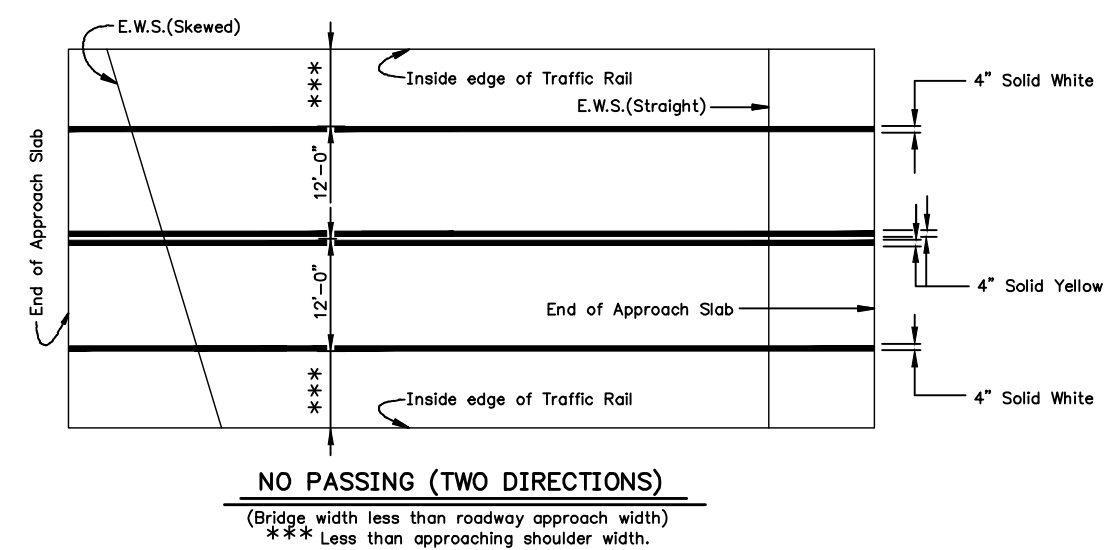 E.W.S.(Skewed)
***
Inside edge of Traffic Rail
4" Solid White
E.W.S.(Straight)
End of Approach Slab
12'-0"
12'-0"
4" Solid Yellow
End of Approach Slab
***
Inside edge of Traffic Rail
4" Solid White
NO PASSING (TWO DIRECTIONS)
(Bridge width less than roadway approach width)
*** Less than approaching shoulder width.